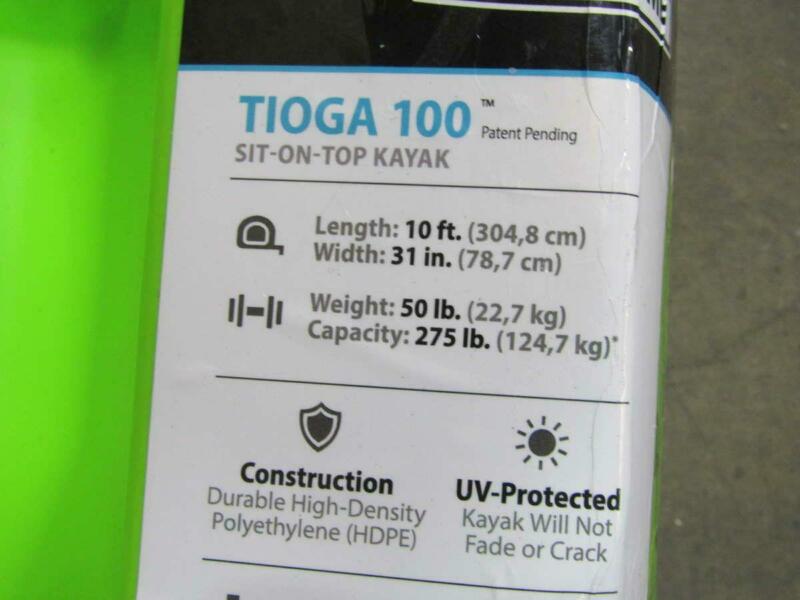 TIOGA 100 ™
Patent Pending
SIT-ON-TOP KAYAK
Length: 10 ft. (304,8 cm)
Width: 31 in. (78,7 cm)
Weight: 50 lb. (22,7 kg)
Capacity: 275 lb. (124,7 kg)*
Construction
Durable High-Density
Polyethylene (HDPE)
UV-Protected
Kayak Will Not
Fade or Crack